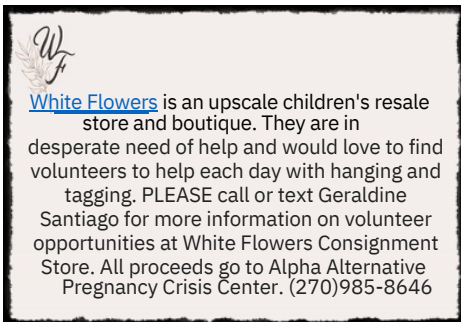 WF
White Flowers is an upscale children's resale
store and boutique. They are in
desperate need of help and would love to find
volunteers to help each day with hanging and
tagging. PLEASE call or text Geraldine
Santiago for more information on volunteer
opportunities at White Flowers Consignment
Store. All proceeds go to Alpha Alternative
Pregnancy Crisis Center. (270)985-8646